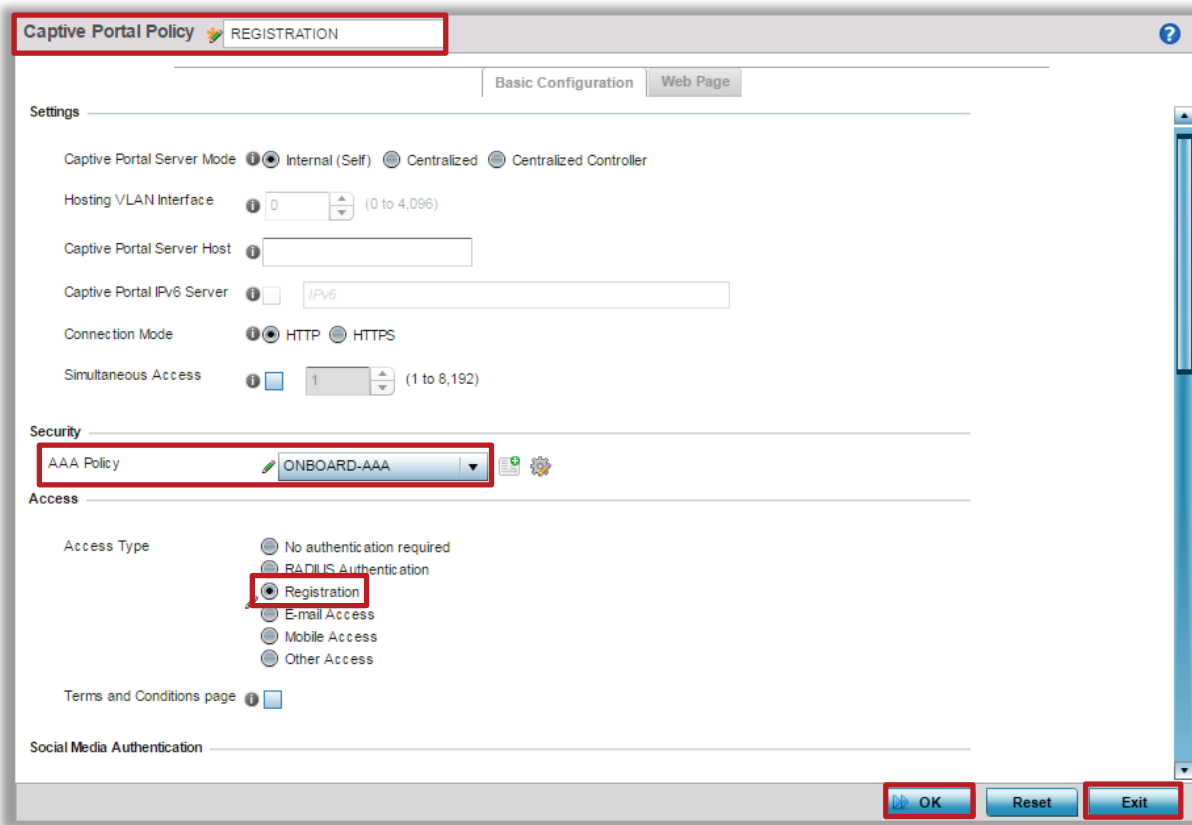 Captive Portal Policy REGISTRATION ?
Basic Configuration Web Page
Settings
Captive Portal Server Mode i Internal (Self) Centralized Centralized Controller
Hosting VLAN Interface i 0 (0 to 4,096)
Captive Portal Server Host i
Captive Portal IPv6 Server i IPv6
Connection Mode i HTTP HTTPS
Simultaneous Access i 1 (1 to 8,192)
Security
AAA Policy ONBOARD-AAA
Access
Access Type No authentication required
RADIUS Authentication
Registration
E-mail Access
Mobile Access
Other Access
Terms and Conditions page i
Social Media Authentication
OK Reset Exit